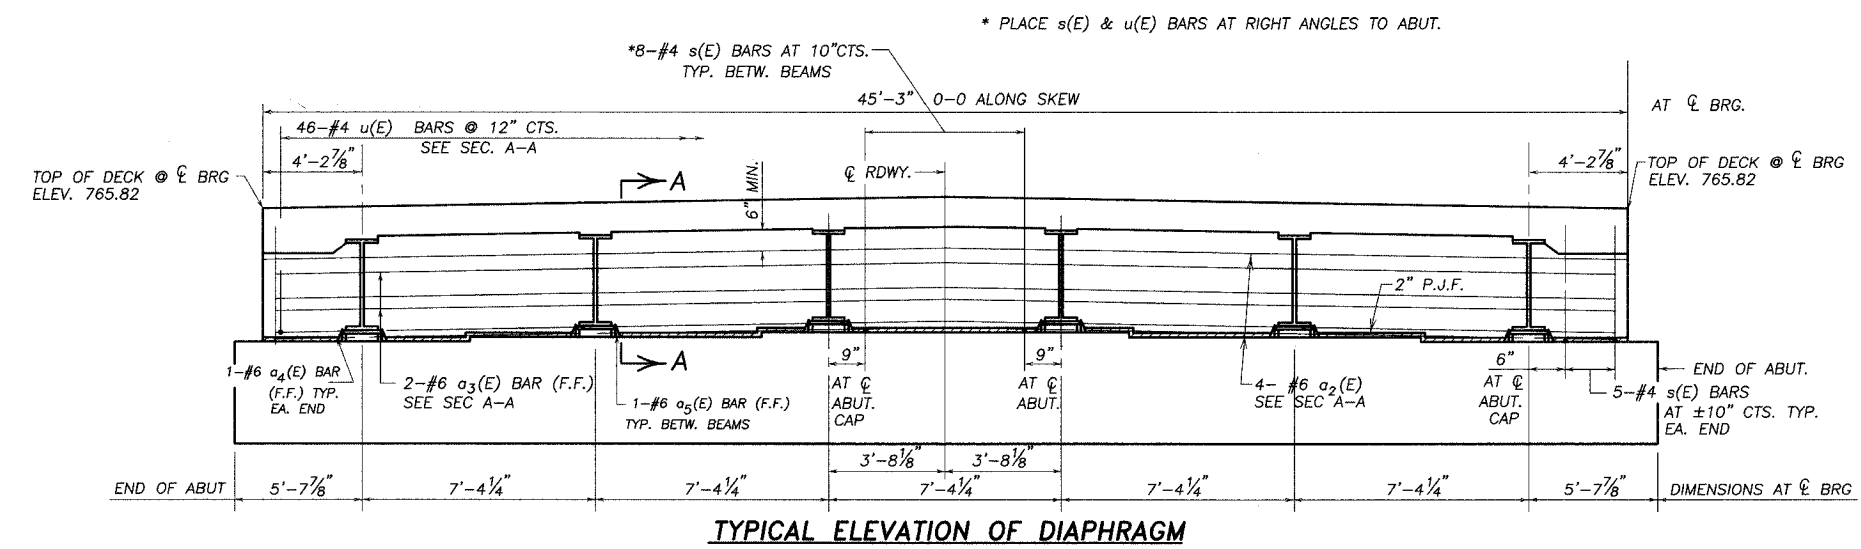 * PLACE s(E) & u(E) BARS AT RIGHT ANGLES TO ABUT.
*8-#4 s(E) BARS AT 10"CTS.
TYP. BETW. BEAMS
45'-3" O-O ALONG SKEW
AT ℄ BRG.
46-#4 u(E) BARS @ 12" CTS.
SEE SEC. A-A
4'-2⅞"
4'-2⅞"
TOP OF DECK @ ℄ BRG
ELEV. 765.82
A
6" MIN.
℄ RDWY.
TOP OF DECK @ ℄ BRG
ELEV. 765.82
2" P.J.F.
A
1-#6 a4(E) BAR
(F.F.) TYP.
EA. END
2-#6 a3(E) BAR (F.F.)
SEE SEC A-A
1-#6 a5(E) BAR (F.F.)
TYP. BETW. BEAMS
9"
AT ℄
ABUT.
CAP
9"
AT ℄
ABUT.
4- #6 a2(E)
SEE SEC A-A
6"
AT ℄
ABUT.
CAP
END OF ABUT.
5-#4 s(E) BARS
AT ±10" CTS. TYP.
EA. END
3'-8⅛"
3'-8⅛"
END OF ABUT
5'-7⅞"
7'-4¼"
7'-4¼"
7'-4¼"
7'-4¼"
7'-4¼"
5'-7⅞"
DIMENSIONS AT ℄ BRG
TYPICAL ELEVATION OF DIAPHRAGM